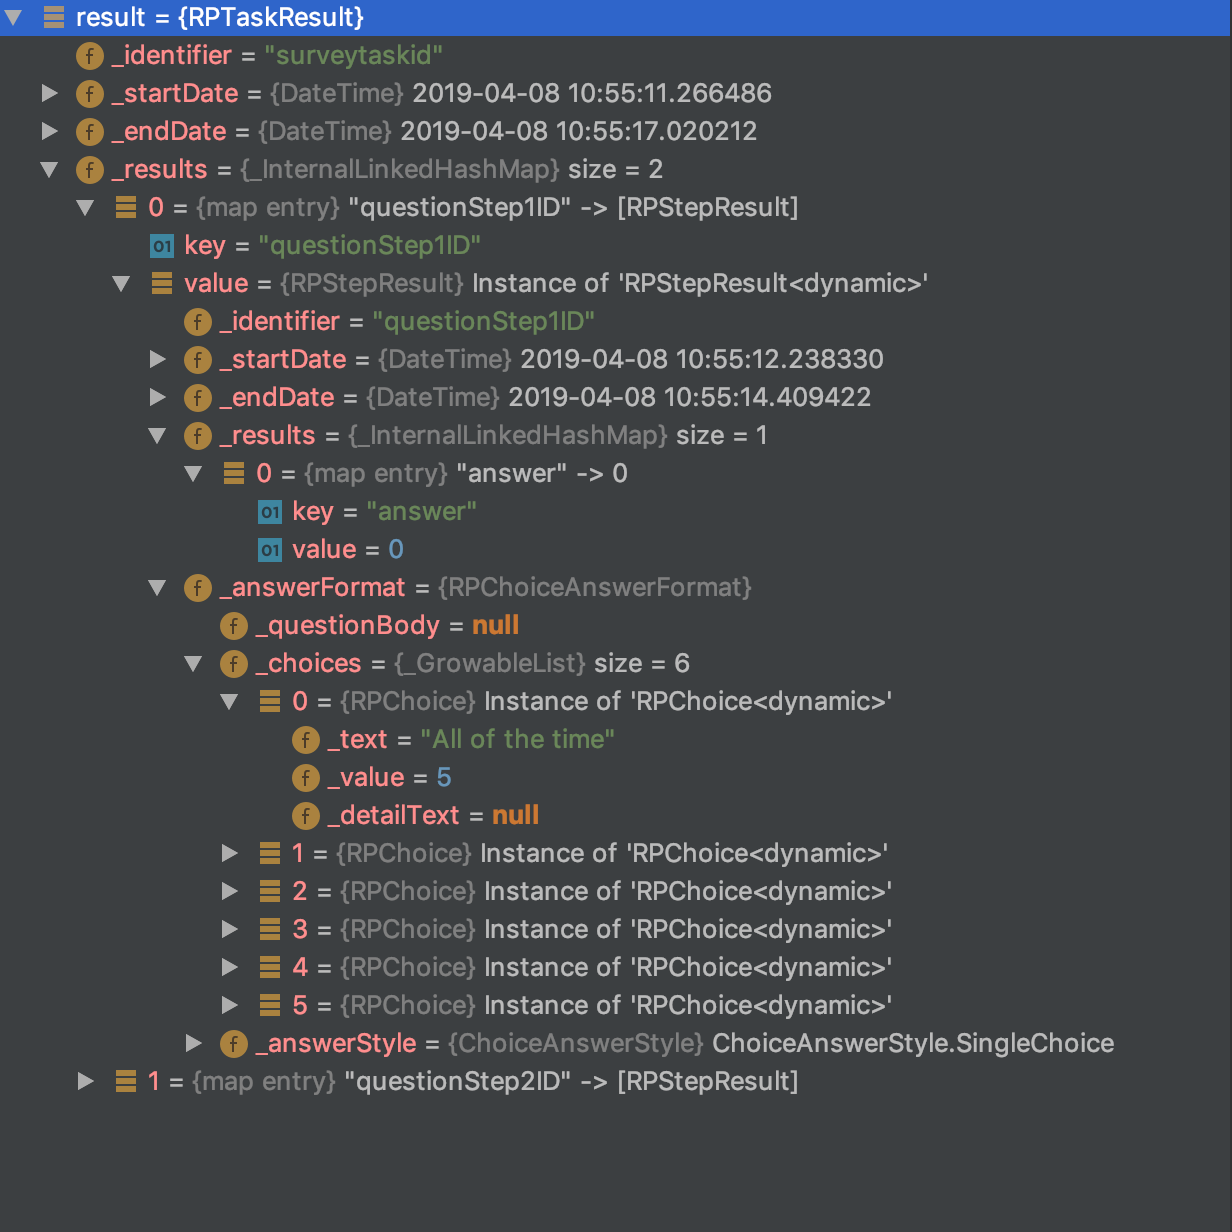 result = {RPTaskResult}
f _identifier = "surveytaskid"
f _startDate = {DateTime} 2019-04-08 10:55:11.266486
f _endDate = {DateTime} 2019-04-08 10:55:17.020212
f _results = {_InternalLinkedHashMap} size = 2
0 = {map entry} "questionStep1ID" -> [RPStepResult]
01 key = "questionStep1ID"
value = {RPStepResult} Instance of 'RPStepResult<dynamic>'
f _identifier = "questionStep1ID"
f _startDate = {DateTime} 2019-04-08 10:55:12.238330
f _endDate = {DateTime} 2019-04-08 10:55:14.409422
f _results = {_InternalLinkedHashMap} size = 1
0 = {map entry} "answer" -> 0
01 key = "answer"
01 value = 0
f _answerFormat = {RPChoiceAnswerFormat}
f _questionBody = null
f _choices = {_GrowableList} size = 6
0 = {RPChoice} Instance of 'RPChoice<dynamic>'
f _text = "All of the time"
f _value = 5
f _detailText = null
1 = {RPChoice} Instance of 'RPChoice<dynamic>'
2 = {RPChoice} Instance of 'RPChoice<dynamic>'
3 = {RPChoice} Instance of 'RPChoice<dynamic>'
4 = {RPChoice} Instance of 'RPChoice<dynamic>'
5 = {RPChoice} Instance of 'RPChoice<dynamic>'
f _answerStyle = {ChoiceAnswerStyle} ChoiceAnswerStyle.SingleChoice
1 = {map entry} "questionStep2ID" -> [RPStepResult]